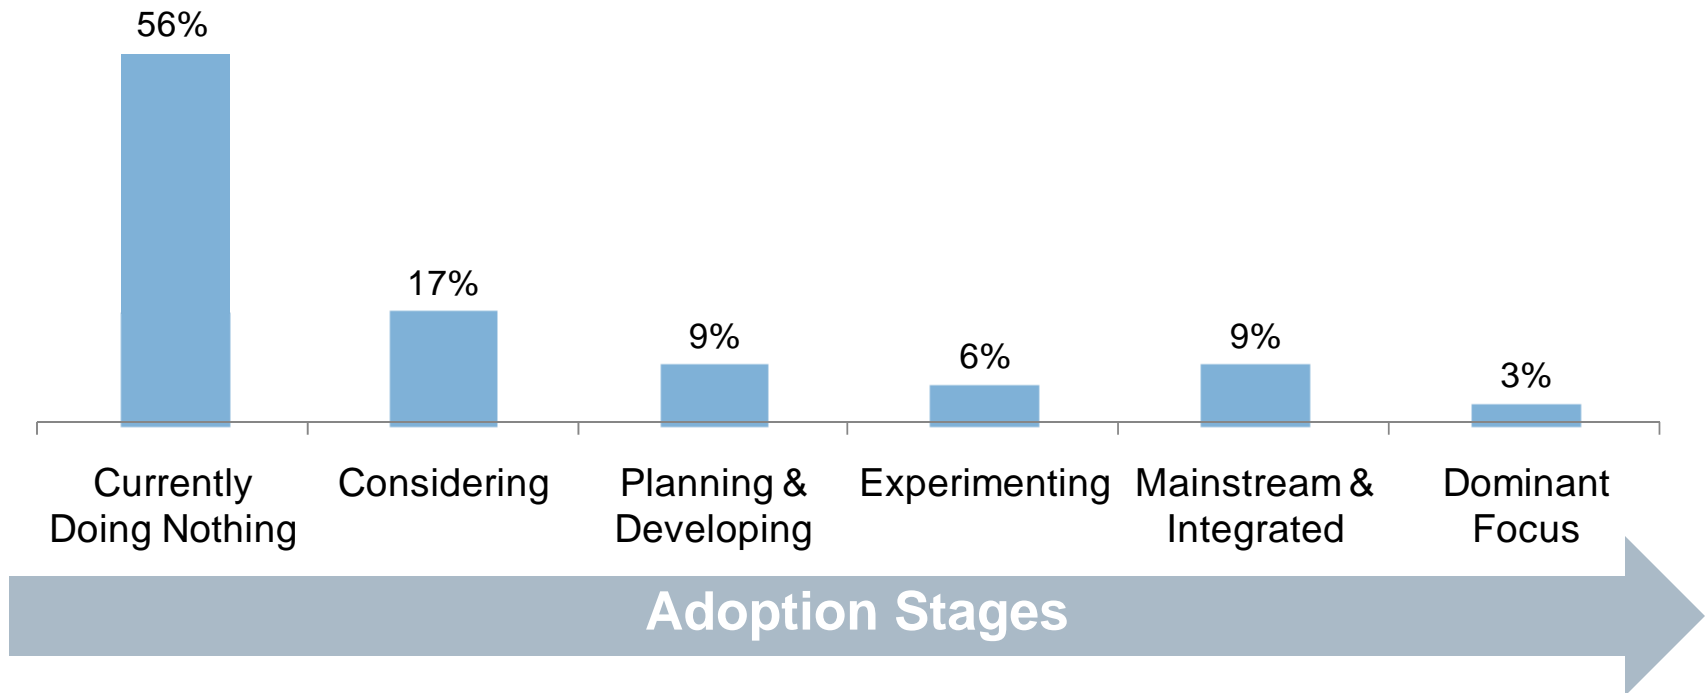 56%
17%
9%
6%
9%
3%
Currently
Doing Nothing
Considering
Planning &
Developing
Experimenting
Mainstream &
Integrated
Dominant
Focus
Adoption Stages